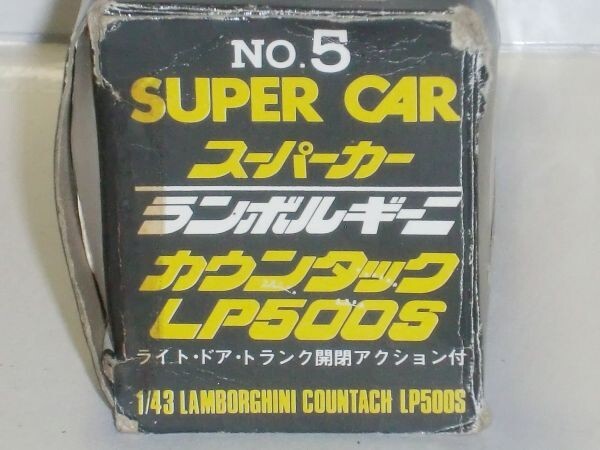 NO.5
SUPER CAR
スーパーカー
ランボルギーニ
カウンタック
LP500S
ライト・ドア・トランク開閉アクション付
1/43 LAMBORGHINI COUNTACH LP500S